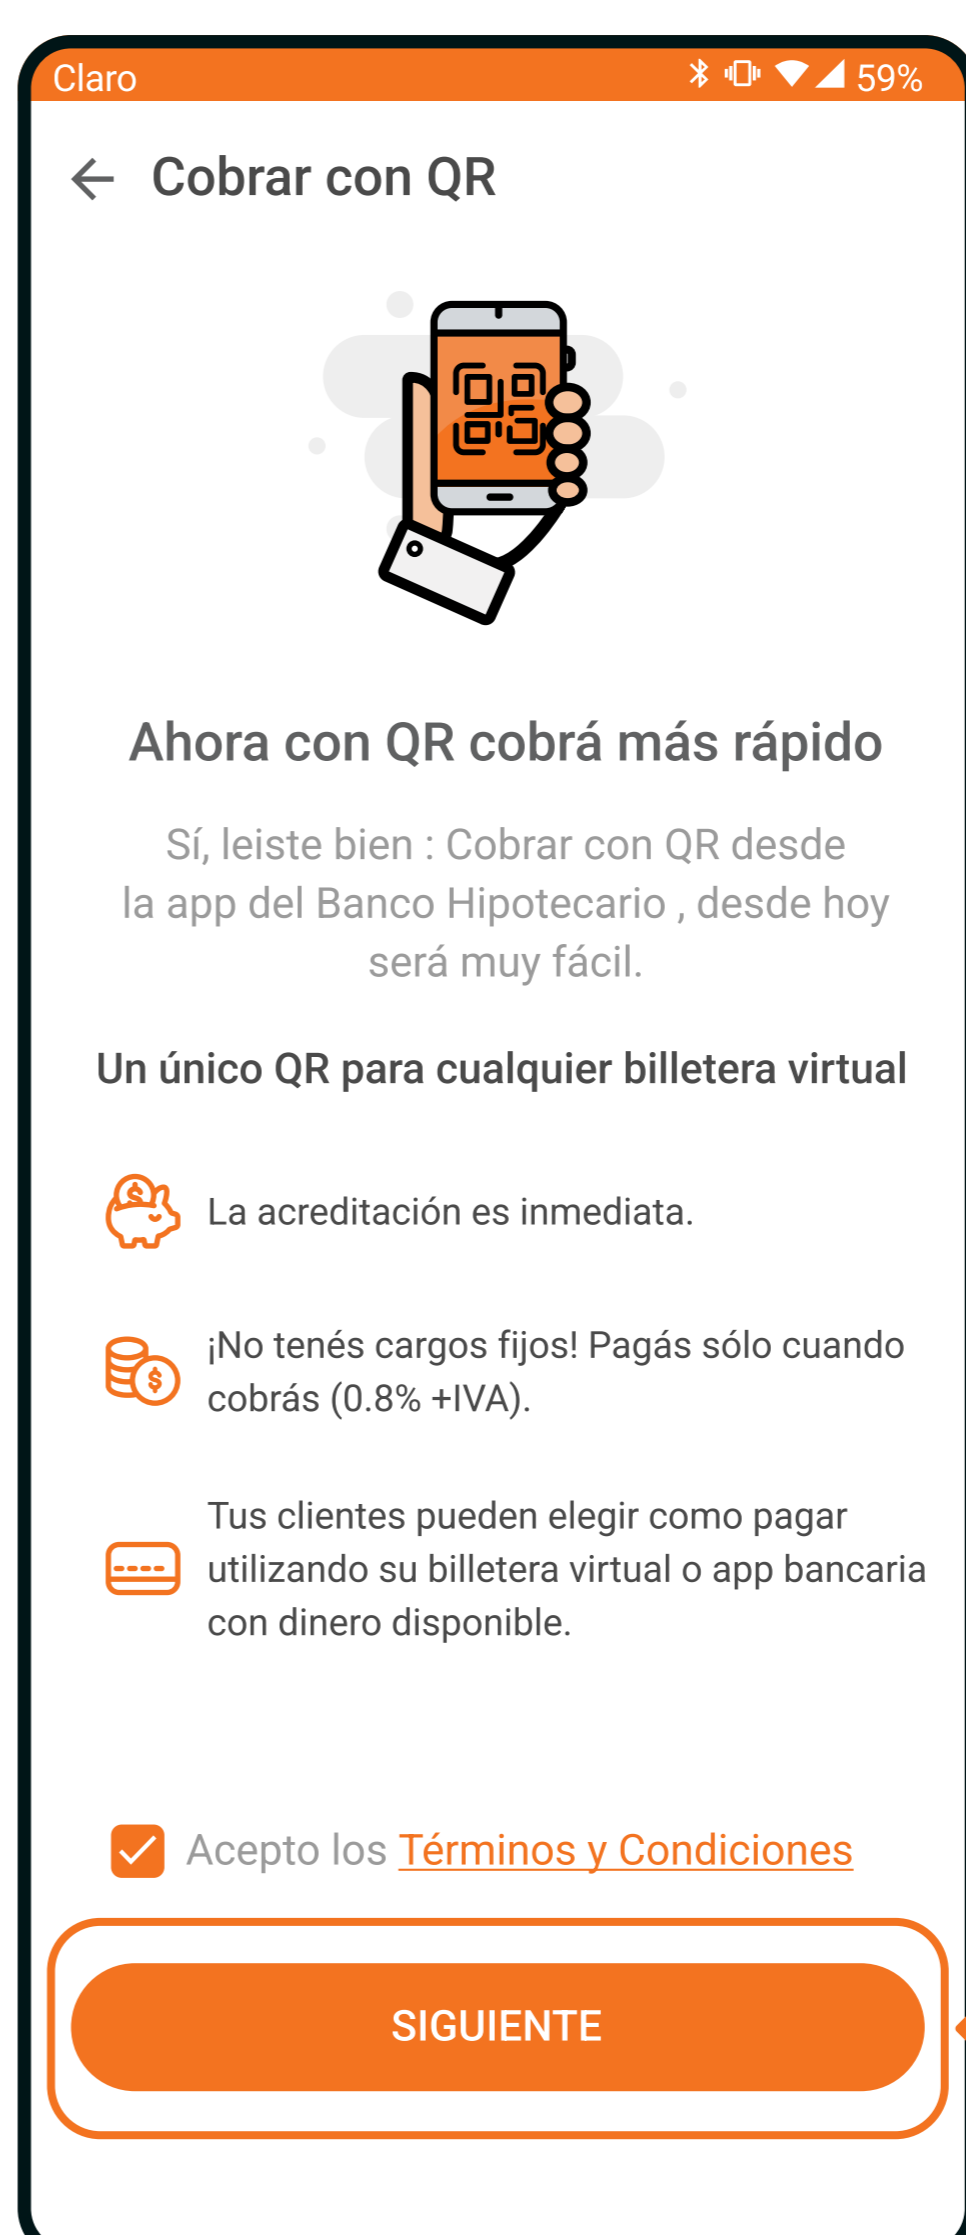 Claro 59%
Cobrar con QR
Ahora con QR cobrá más rápido
Sí, leiste bien : Cobrar con QR desde
la app del Banco Hipotecario , desde hoy
será muy fácil.
Un único QR para cualquier billetera virtual
La acreditación es inmediata.
¡No tenés cargos fijos! Pagás sólo cuando
cobrás (0.8% +IVA).
Tus clientes pueden elegir como pagar
utilizando su billetera virtual o app bancaria
con dinero disponible.
Acepto los Términos y Condiciones
SIGUIENTE